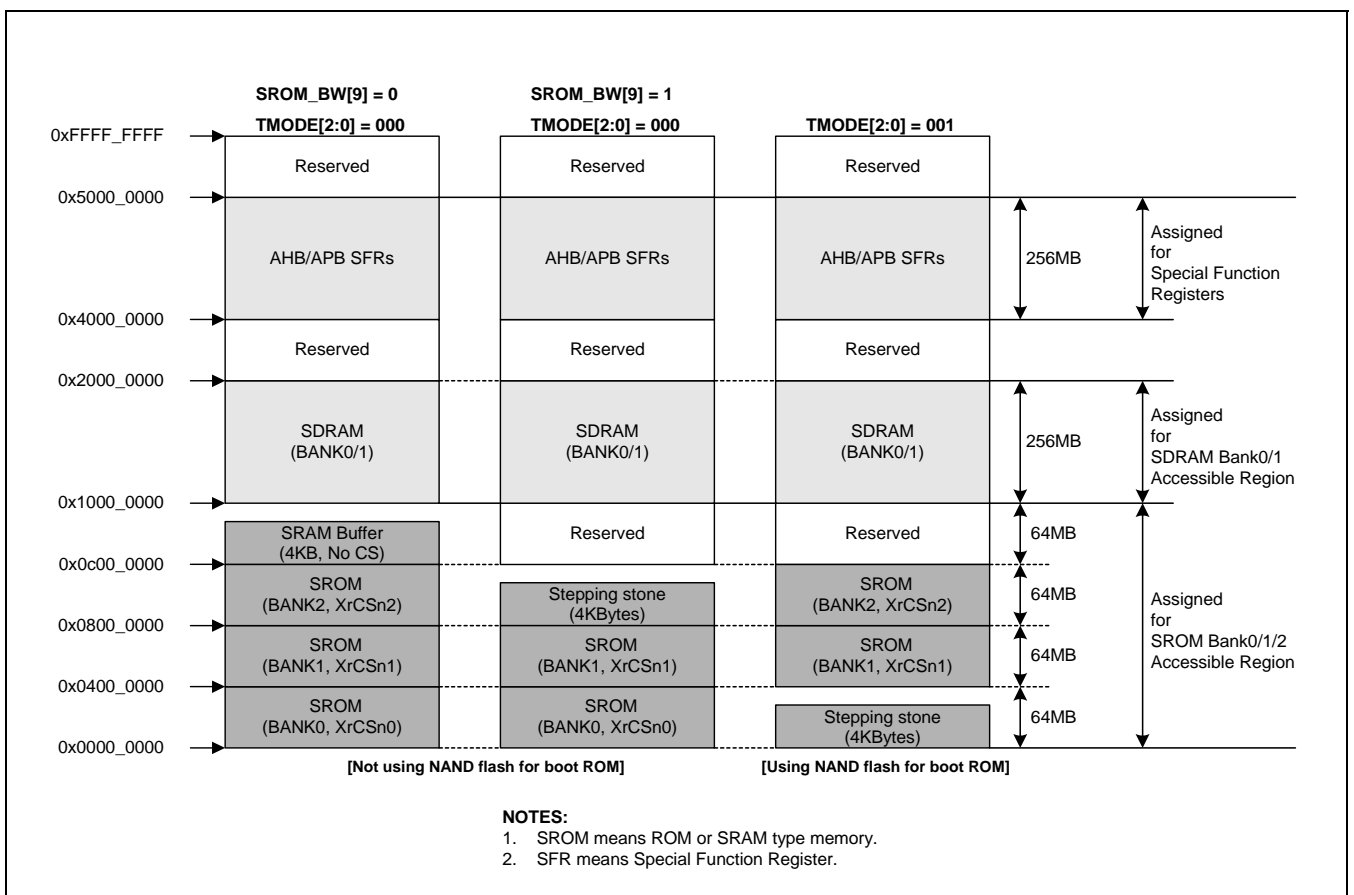 SROM_BW[9] = 0
SROM_BW[9] = 1
TMODE[2:0] = 000
TMODE[2:0] = 000
TMODE[2:0] = 001
0xFFFF_FFFF
Reserved
Reserved
Reserved
0x5000_0000
AHB/APB SFRs
AHB/APB SFRs
AHB/APB SFRs
256MB
Assigned
for
Special Function
Registers
0x4000_0000
Reserved
Reserved
Reserved
0x2000_0000
SDRAM
(BANK0/1)
SDRAM
(BANK0/1)
SDRAM
(BANK0/1)
256MB
Assigned
for
SDRAM Bank0/1
Accessible Region
0x1000_0000
SRAM Buffer
(4KB, No CS)
Reserved
Reserved
64MB
0x0c00_0000
SROM
(BANK2, XrCSn2)
Stepping stone
(4KBytes)
SROM
(BANK2, XrCSn2)
64MB
Assigned
for
SROM Bank0/1/2
Accessible Region
0x0800_0000
SROM
(BANK1, XrCSn1)
SROM
(BANK1, XrCSn1)
SROM
(BANK1, XrCSn1)
64MB
0x0400_0000
SROM
(BANK0, XrCSn0)
SROM
(BANK0, XrCSn0)
Stepping stone
(4KBytes)
64MB
0x0000_0000
[Not using NAND flash for boot ROM]
[Using NAND flash for boot ROM]
NOTES:
1. SROM means ROM or SRAM type memory.
2. SFR means Special Function Register.